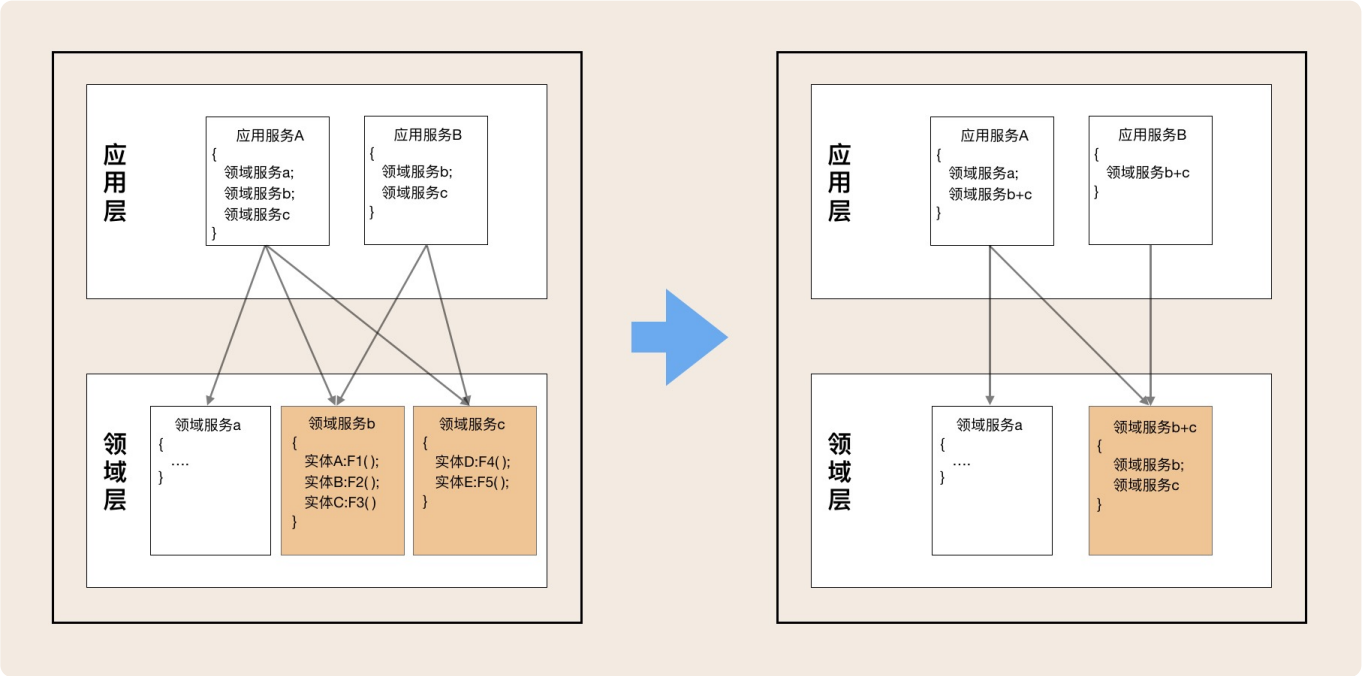 应用层
应用服务A
{
领域服务a;
领域服务b;
领域服务c
}
应用服务B
{
领域服务b;
领域服务c
}
领域层
领域服务a
{
....
}
领域服务b
{
实体A:F1( );
实体B:F2( );
实体C:F3( )
}
领域服务c
{
实体D:F4( );
实体E:F5( );
}
应用层
应用服务A
{
领域服务a;
领域服务b+c
}
应用服务B
{
领域服务b+c
}
领域层
领域服务a
{
....
}
领域服务b+c
{
领域服务b;
领域服务c
}